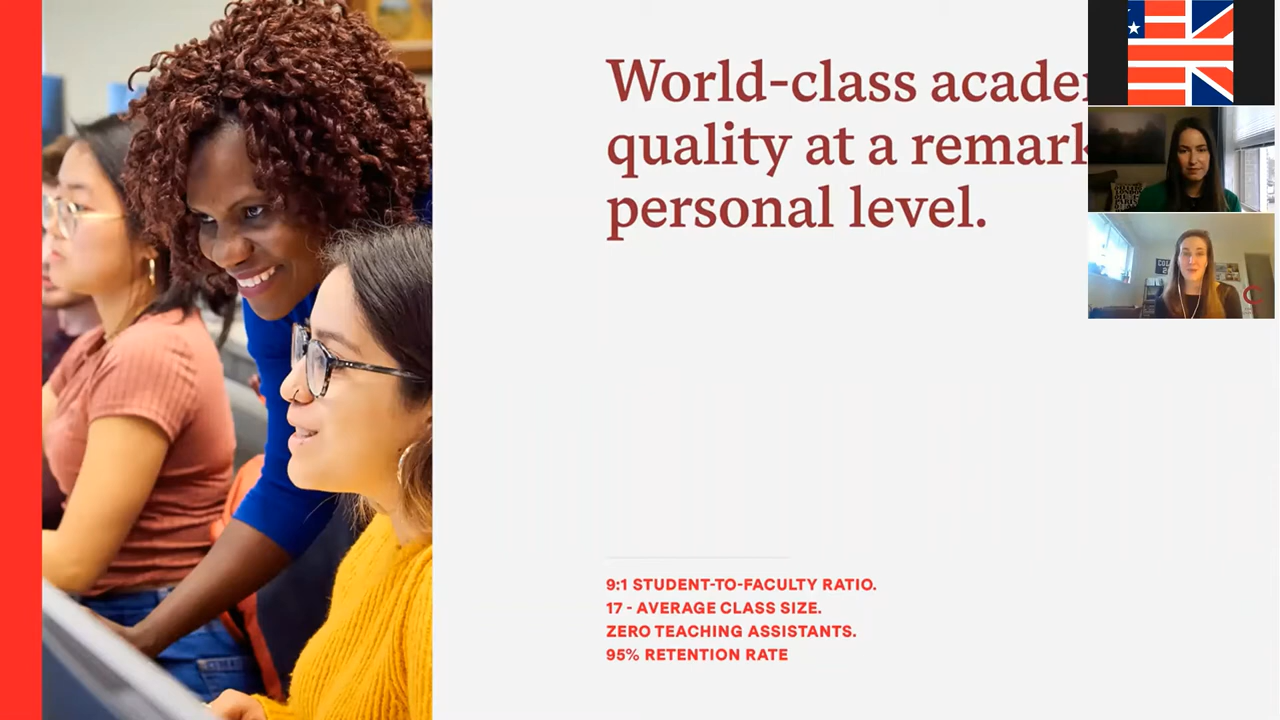 World-class acade
quality at a remark
personal level.
9:1 STUDENT-TO-FACULTY RATIO.
17 - AVERAGE CLASS SIZE.
ZERO TEACHING ASSISTANTS.
95% RETENTION RATE